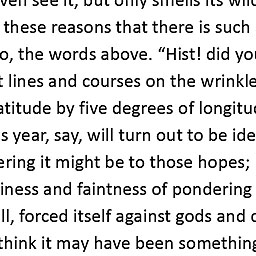 ven see it, but only smells its wil
these reasons that there is such
o, the words above. “Hist! did yo
t lines and courses on the wrinkle
atitude by five degrees of longitu
s year, say, will turn out to be ide
ering it might be to those hopes;
iness and faintness of pondering
ll, forced itself against gods and
think it may have been something